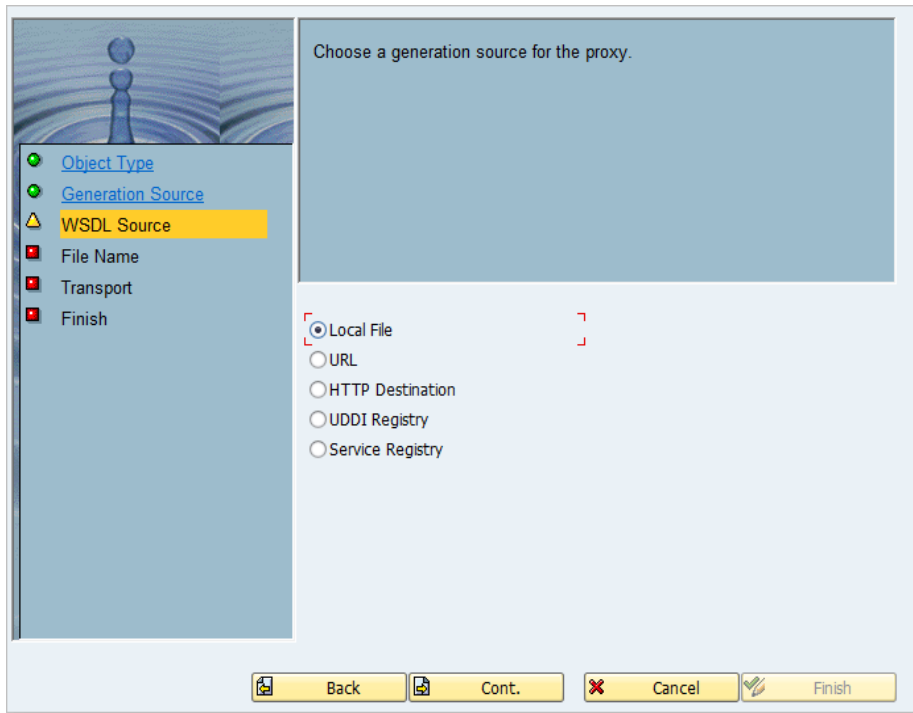 Choose a generation source for the proxy.
Object Type
Generation Source
WSDL Source
File Name
Transport
Finish
Local File
URL
HTTP Destination
UDDI Registry
Service Registry
Back
Cont.
Cancel
Finish